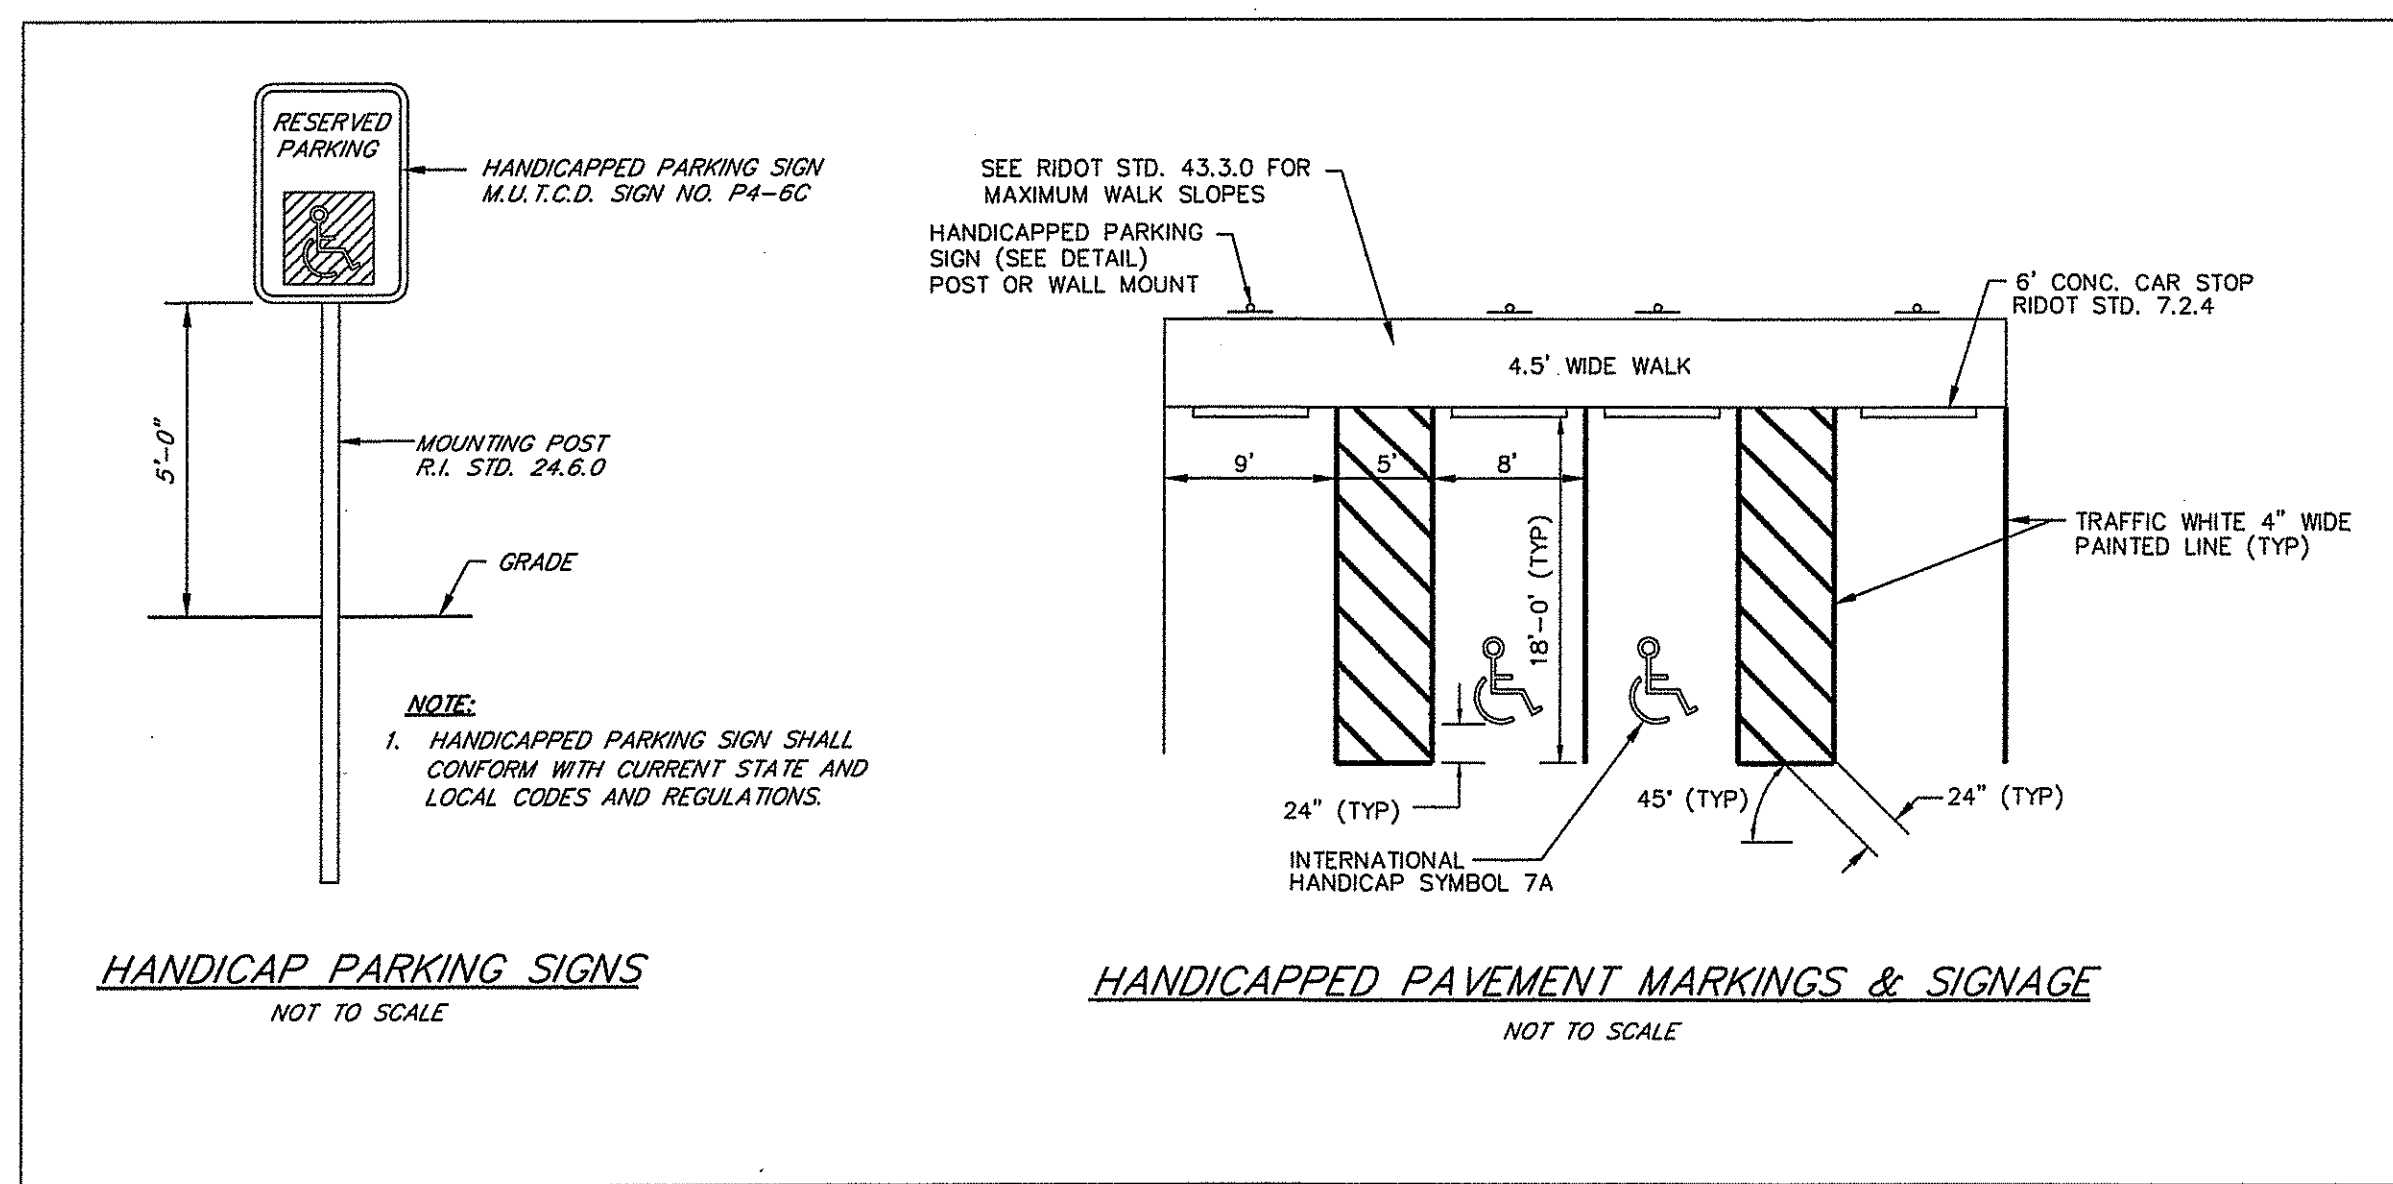 RESERVED
PARKING
HANDICAPPED PARKING SIGN
M.U.T.C.D. SIGN NO. P4-6C
5'-0"
MOUNTING POST
R.I. STD. 24.6.0
GRADE
NOTE:
1. HANDICAPPED PARKING SIGN SHALL
CONFORM WITH CURRENT STATE AND
LOCAL CODES AND REGULATIONS.
HANDICAP PARKING SIGNS
NOT TO SCALE
SEE RIDOT STD. 43.3.0 FOR
MAXIMUM WALK SLOPES
HANDICAPPED PARKING
SIGN (SEE DETAIL)
POST OR WALL MOUNT
6' CONC. CAR STOP
RIDOT STD. 7.2.4
4.5' WIDE WALK
9'
5'
8'
18'-0' (TYP)
TRAFFIC WHITE 4" WIDE
PAINTED LINE (TYP)
24" (TYP)
45' (TYP)
24" (TYP)
INTERNATIONAL
HANDICAP SYMBOL 7A
HANDICAPPED PAVEMENT MARKINGS & SIGNAGE
NOT TO SCALE